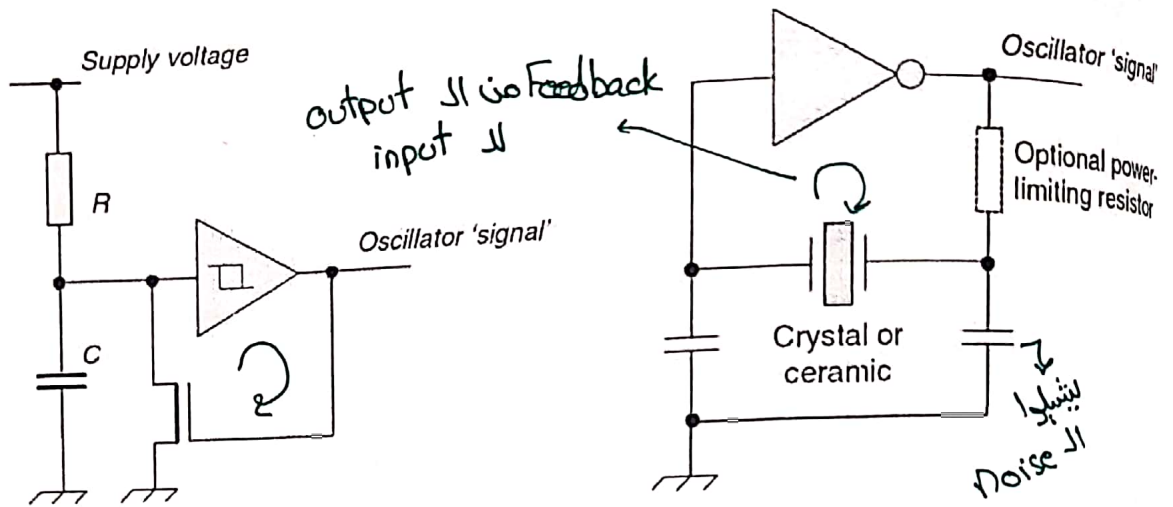 Supply voltage
R
C
Oscillator 'signal'
Feedback من ال output
لل input
Oscillator 'signal'
Optional power-
limiting resistor
Crystal or
ceramic
يشيلوا
ال noise